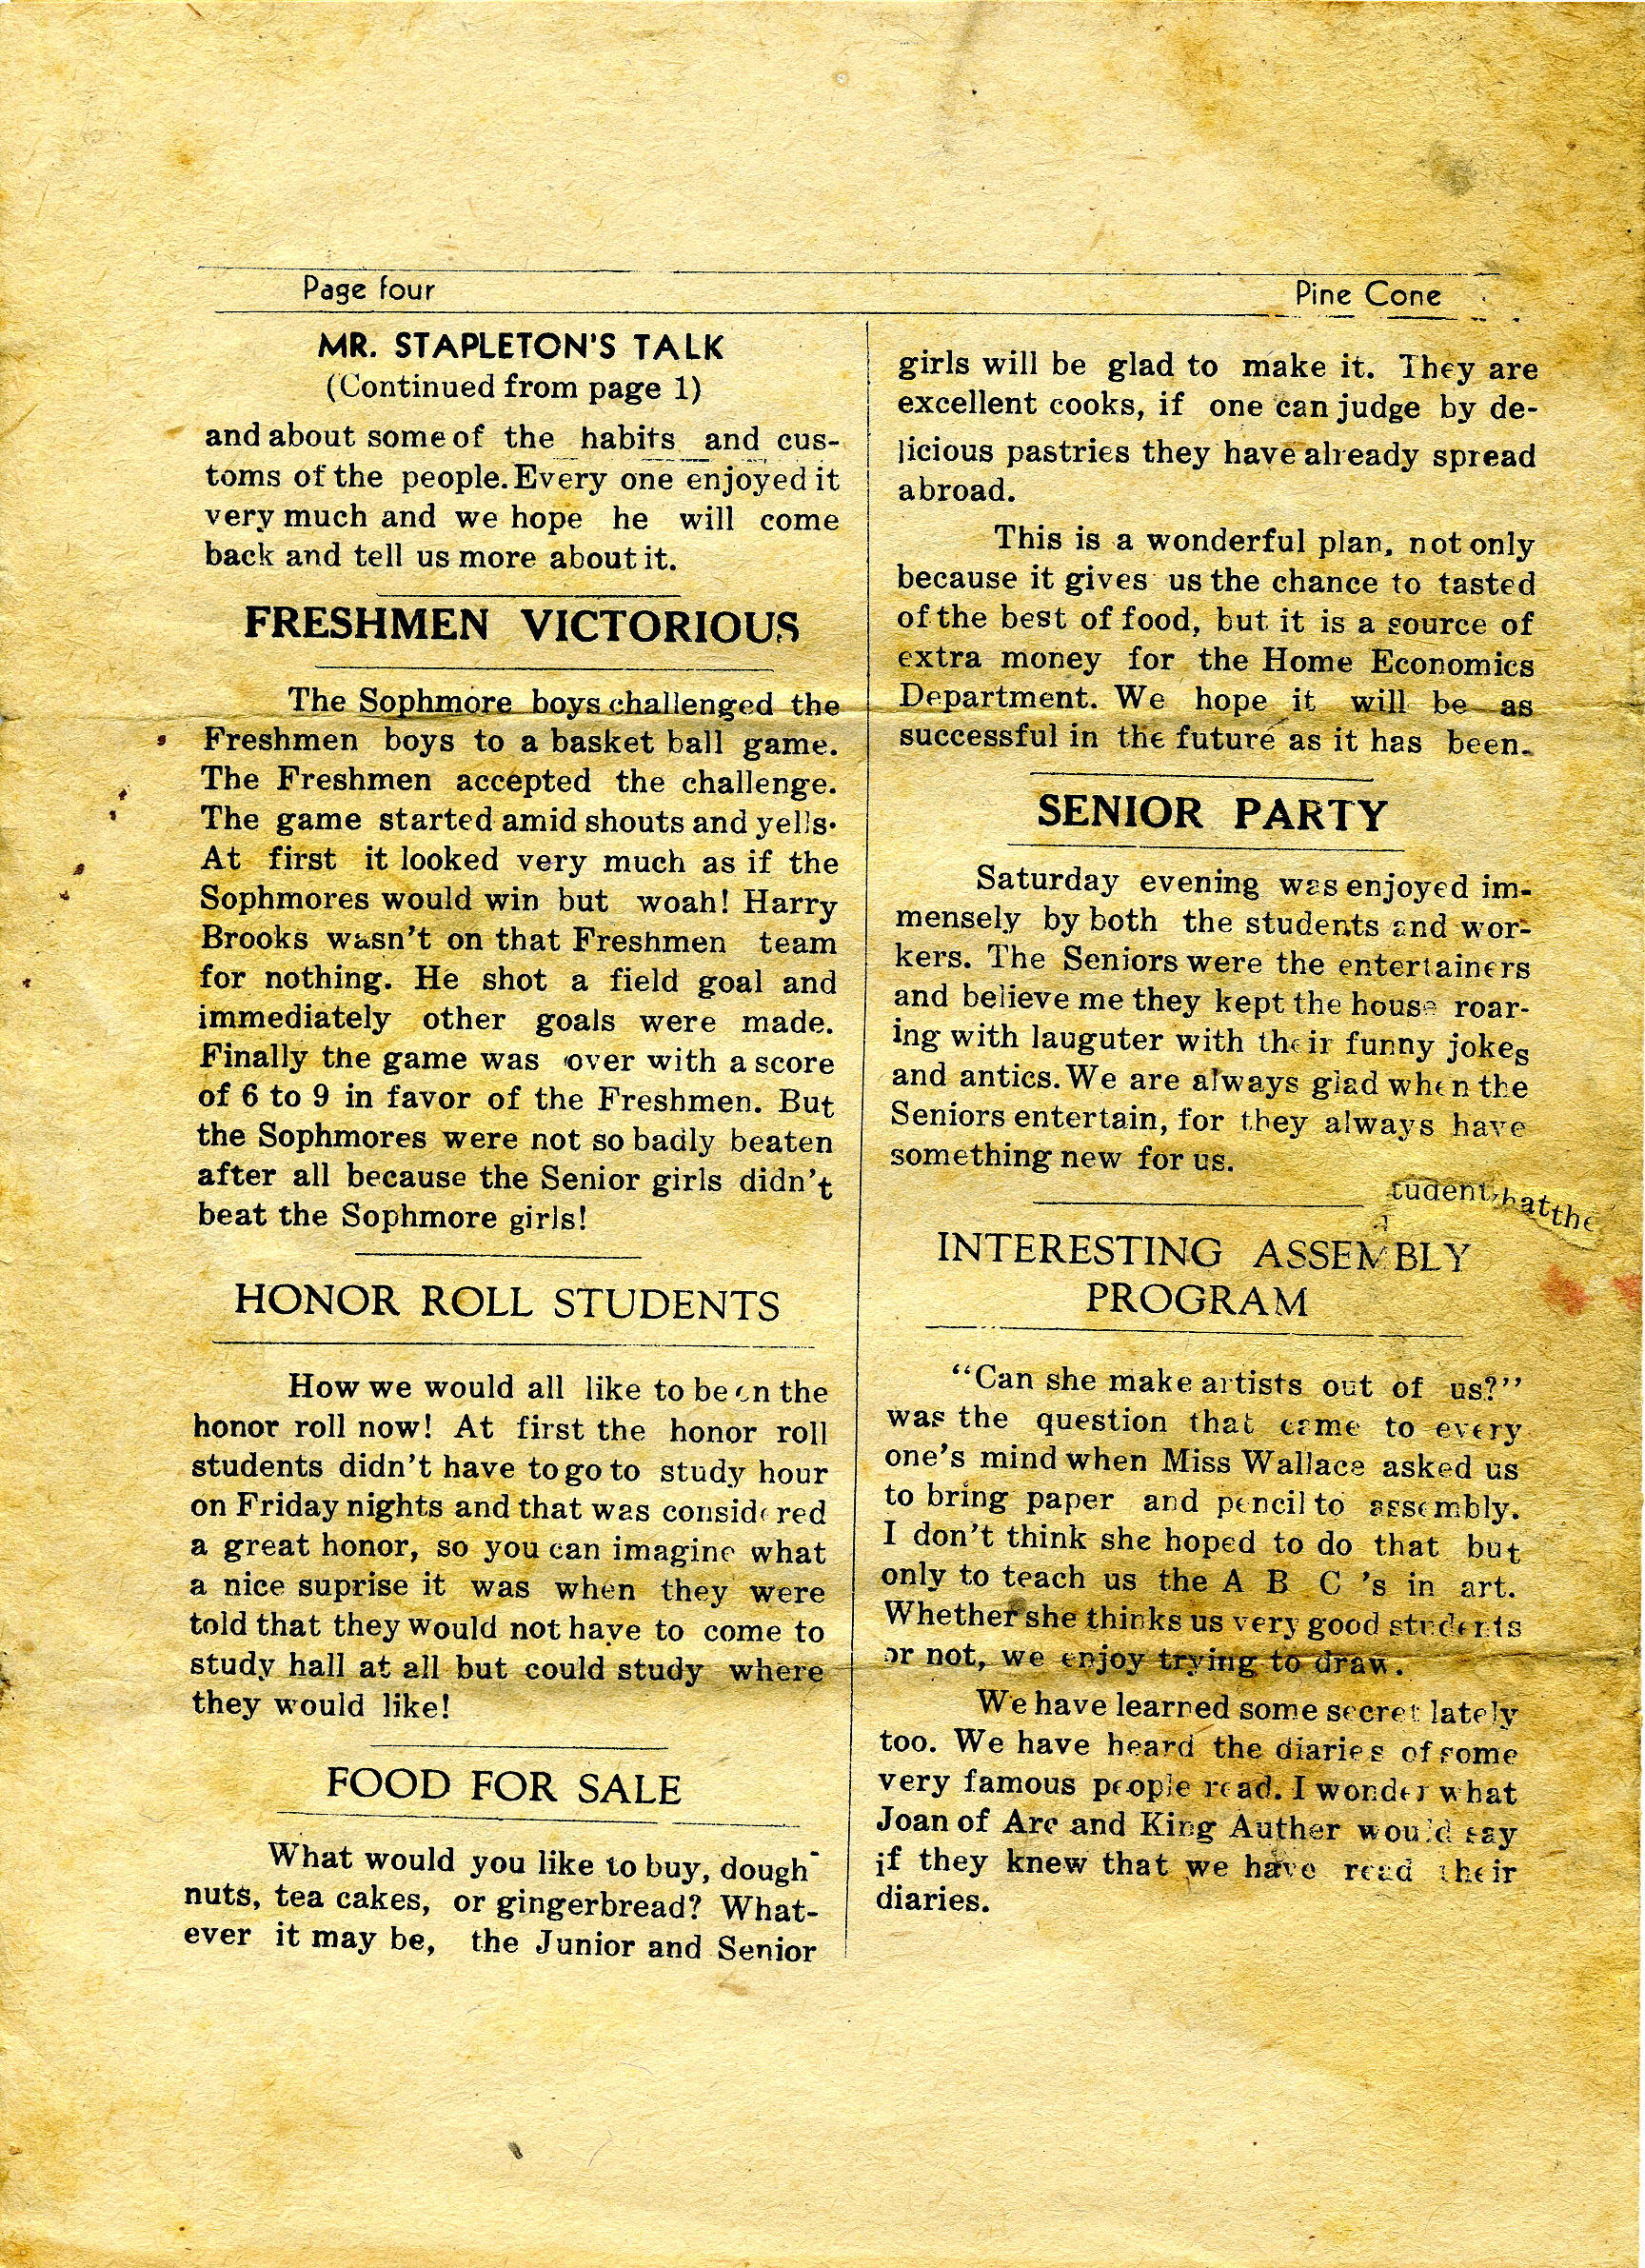 Page four
Pine Cone
MR. STAPLETON'S TALK
(Continued from page 1)
and about some of the habits and cus-
toms of the people. Every one enjoyed it
very much and we hope he will come
back and tell us more about it.
FRESHMEN VICTORIOUS
The Sophmore boys challenged the
Freshmen boys to a basket ball game.
The Freshmen accepted the challenge.
The game started amid shouts and yells.
At first it looked very much as if the
Sophmores would win but woah! Harry
Brooks wasn't on that Freshmen team
for nothing. He shot a field goal and
immediately other goals were made.
Finally the game was over with a score
of 6 to 9 in favor of the Freshmen. But
the Sophmores were not so badly beaten
after all because the Senior girls didn't
beat the Sophmore girls!
HONOR ROLL STUDENTS
How we would all like to be on the
honor roll now! At first the honor roll
students didn't have to go to study hour
on Friday nights and that was considered
a great honor, so you can imagine what
a nice suprise it was when they were
told that they would not have to come to
study hall at all but could study where
they would like!
FOOD FOR SALE
What would you like to buy, dough-
nuts, tea cakes, or gingerbread? What-
ever it may be, the Junior and Senior
girls will be glad to make it. They are
excellent cooks, if one can judge by de-
licious pastries they have already spread
abroad.
This is a wonderful plan, not only
because it gives us the chance to tasted
of the best of food, but it is a source of
extra money for the Home Economics
Department. We hope it will be as
successful in the future as it has been.
SENIOR PARTY
Saturday evening was enjoyed im-
mensely by both the students and wor-
kers. The Seniors were the entertainers
and believe me they kept the house roar-
ing with lauguter with their funny jokes
and antics. We are always glad when the
Seniors entertain, for they always have
something new for us.
tudent hat the
INTERESTING ASSEMBLY
PROGRAM
"Can she make artists out of us?"
was the question that came to every
one's mind when Miss Wallace asked us
to bring paper and pencil to assembly.
I don't think she hoped to do that but
only to teach us the A B C 's in art.
Whether she thinks us very good students
or not, we enjoy trying to draw.
We have learned some secret lately
too. We have heard the diaries of some
very famous people read. I wonder what
Joan of Arc and King Auther would say
if they knew that we have read their
diaries.